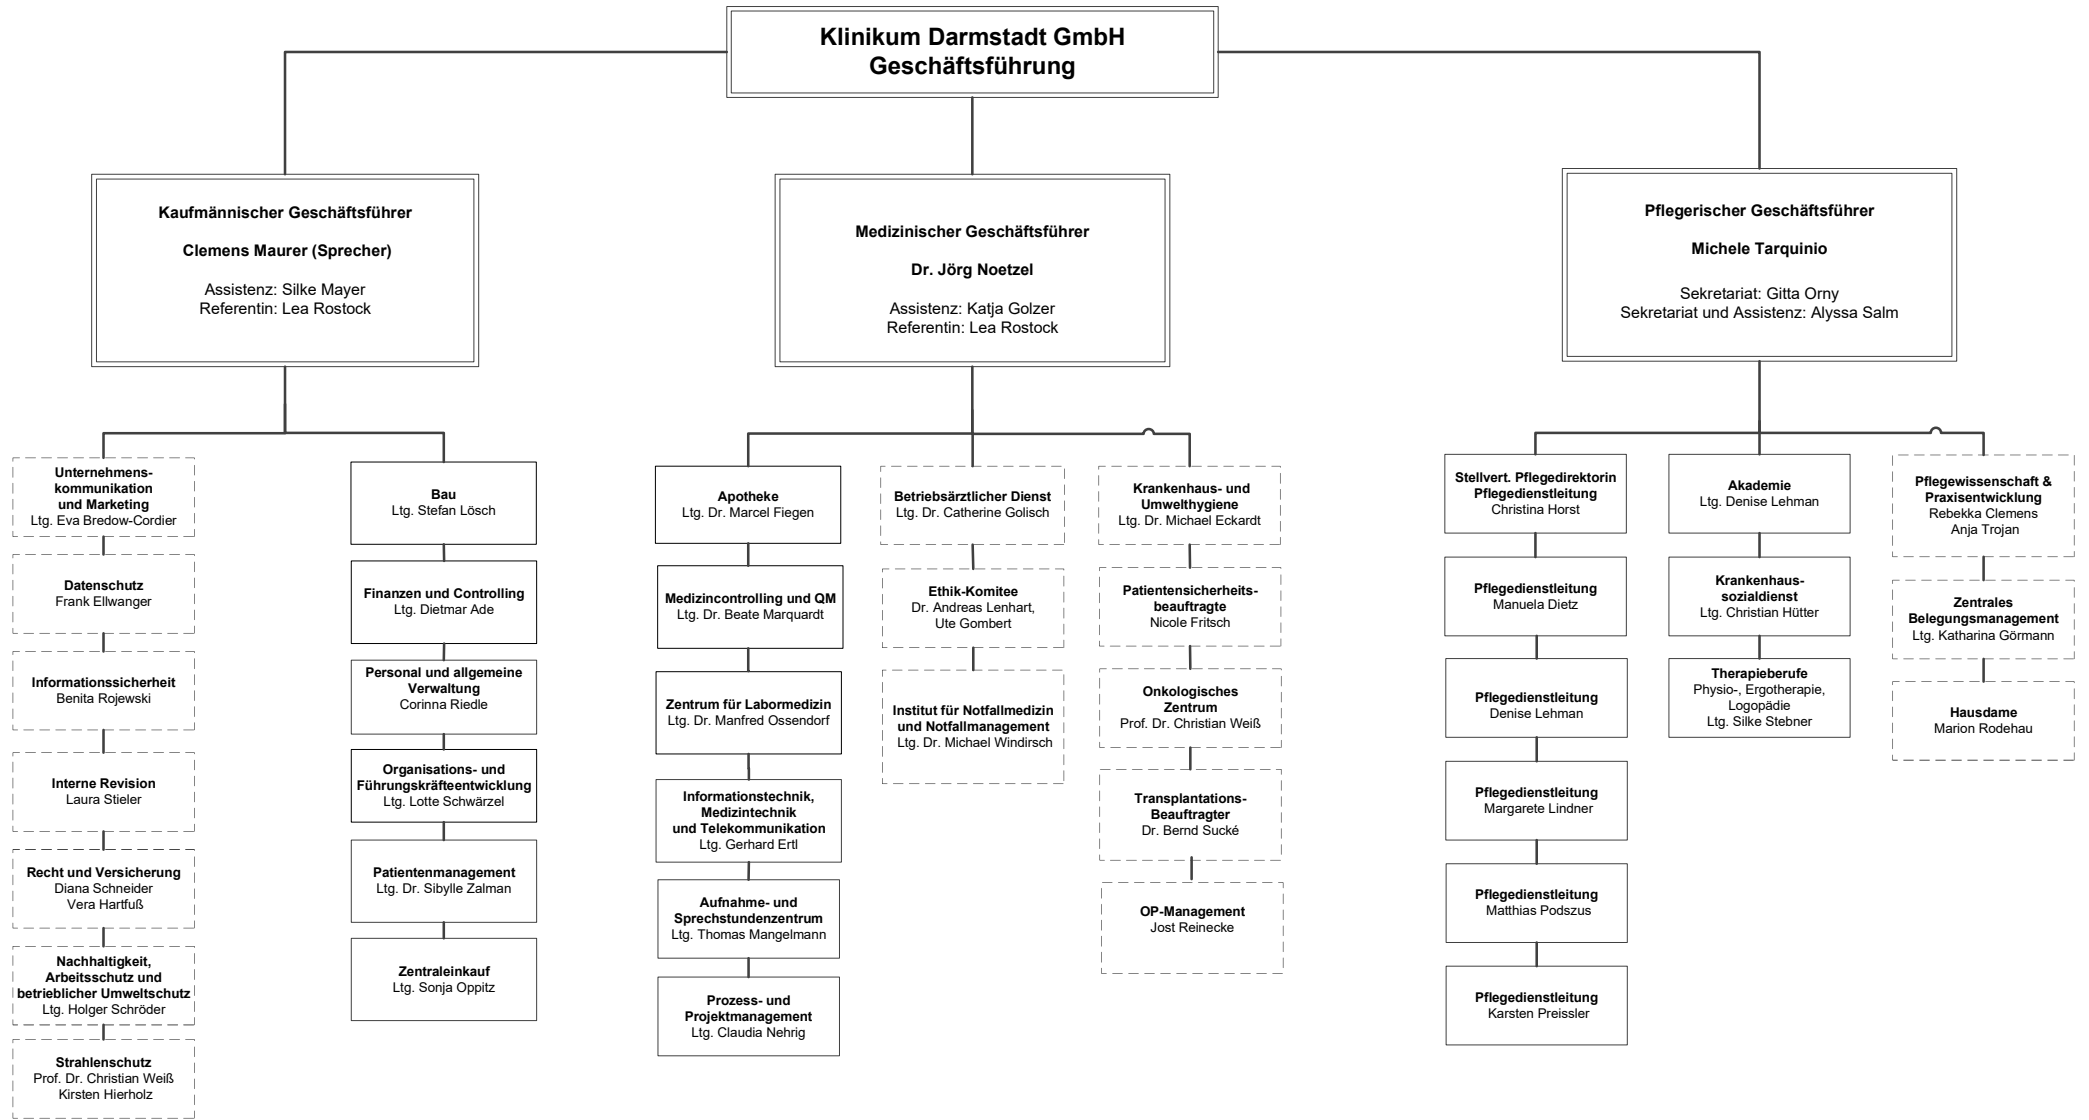 Klinikum Darmstadt GmbH
Geschäftsführung
Kaufmännischer Geschäftsführer
Clemens Maurer (Sprecher)
Assistenz: Silke Mayer
Referentin: Lea Rostock
Medizinischer Geschäftsführer
Dr. Jörg Noetzel
Assistenz: Katja Golzer
Referentin: Lea Rostock
Pflegerischer Geschäftsführer
Michele Tarquinio
Sekretariat: Gitta Orny
Sekretariat und Assistenz: Alyssa Salm
Unternehmens-
kommunikation
und Marketing
Ltg. Eva Bredow-Cordier
Datenschutz
Frank Ellwanger
Informationssicherheit
Benita Rojewski
Interne Revision
Laura Stieler
Recht und Versicherung
Diana Schneider
Vera Hartfuß
Nachhaltigkeit,
Arbeitsschutz und
betrieblicher Umweltschutz
Ltg. Holger Schröder
Strahlenschutz
Prof. Dr. Christian Weiß
Kirsten Hierholz
Bau
Ltg. Stefan Lösch
Finanzen und Controlling
Ltg. Dietmar Ade
Personal und allgemeine
Verwaltung
Corinna Riedle
Organisations- und
Führungskräfteentwicklung
Ltg. Lotte Schwärzel
Patientenmanagement
Ltg. Dr. Sibylle Zalman
Zentraleinkauf
Ltg. Sonja Oppitz
Apotheke
Ltg. Dr. Marcel Fiegen
Medizincontrolling und QM
Ltg. Dr. Beate Marquardt
Zentrum für Labormedizin
Ltg. Dr. Manfred Ossendorf
Informationstechnik,
Medizintechnik
und Telekommunikation
Ltg. Gerhard Ertl
Aufnahme- und
Sprechstundenzentrum
Ltg. Thomas Mangelmann
Prozess- und
Projektmanagement
Ltg. Claudia Nehrig
Betriebsärztlicher Dienst
Ltg. Dr. Catherine Golisch
Ethik-Komitee
Dr. Andreas Lenhart,
Ute Gombert
Institut für Notfallmedizin
und Notfallmanagement
Ltg. Dr. Michael Windirsch
Krankenhaus- und
Umwelthygiene
Ltg. Dr. Michael Eckardt
Patientensicherheits-
beauftragte
Nicole Fritsch
Onkologisches
Zentrum
Prof. Dr. Christian Weiß
Transplantations-
Beauftragter
Dr. Bernd Sucké
OP-Management
Jost Reinecke
Stellvert. Pflegedirektorin
Pflegedienstleitung
Christina Horst
Pflegedienstleitung
Manuela Dietz
Pflegedienstleitung
Denise Lehman
Pflegedienstleitung
Margarete Lindner
Pflegedienstleitung
Matthias Podszus
Pflegedienstleitung
Karsten Preissler
Akademie
Ltg. Denise Lehman
Krankenhaus-
sozialdienst
Ltg. Christian Hütter
Therapieberufe
Physio-, Ergotherapie,
Logopädie
Ltg. Silke Stebner
Pflegewissenschaft &
Praxisentwicklung
Rebekka Clemens
Anja Trojan
Zentrales
Belegungsmanagement
Ltg. Katharina Görmann
Hausdame
Marion Rodehau